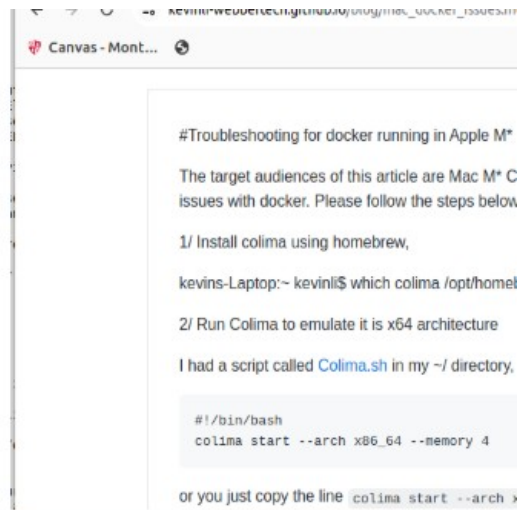 Canvas - Mont...
#Troubleshooting for docker running in Apple M*
The target audiences of this article are Mac M* C
issues with docker. Please follow the steps below
1/ Install colima using homebrew,
kevins-Laptop:~ kevinli$ which colima /opt/homeb
2/ Run Colima to emulate it is x64 architecture
I had a script called Colima.sh in my ~/ directory,
#!/bin/bash
colima start --arch x86_64 --memory 4
or you just copy the line colima start --arch x